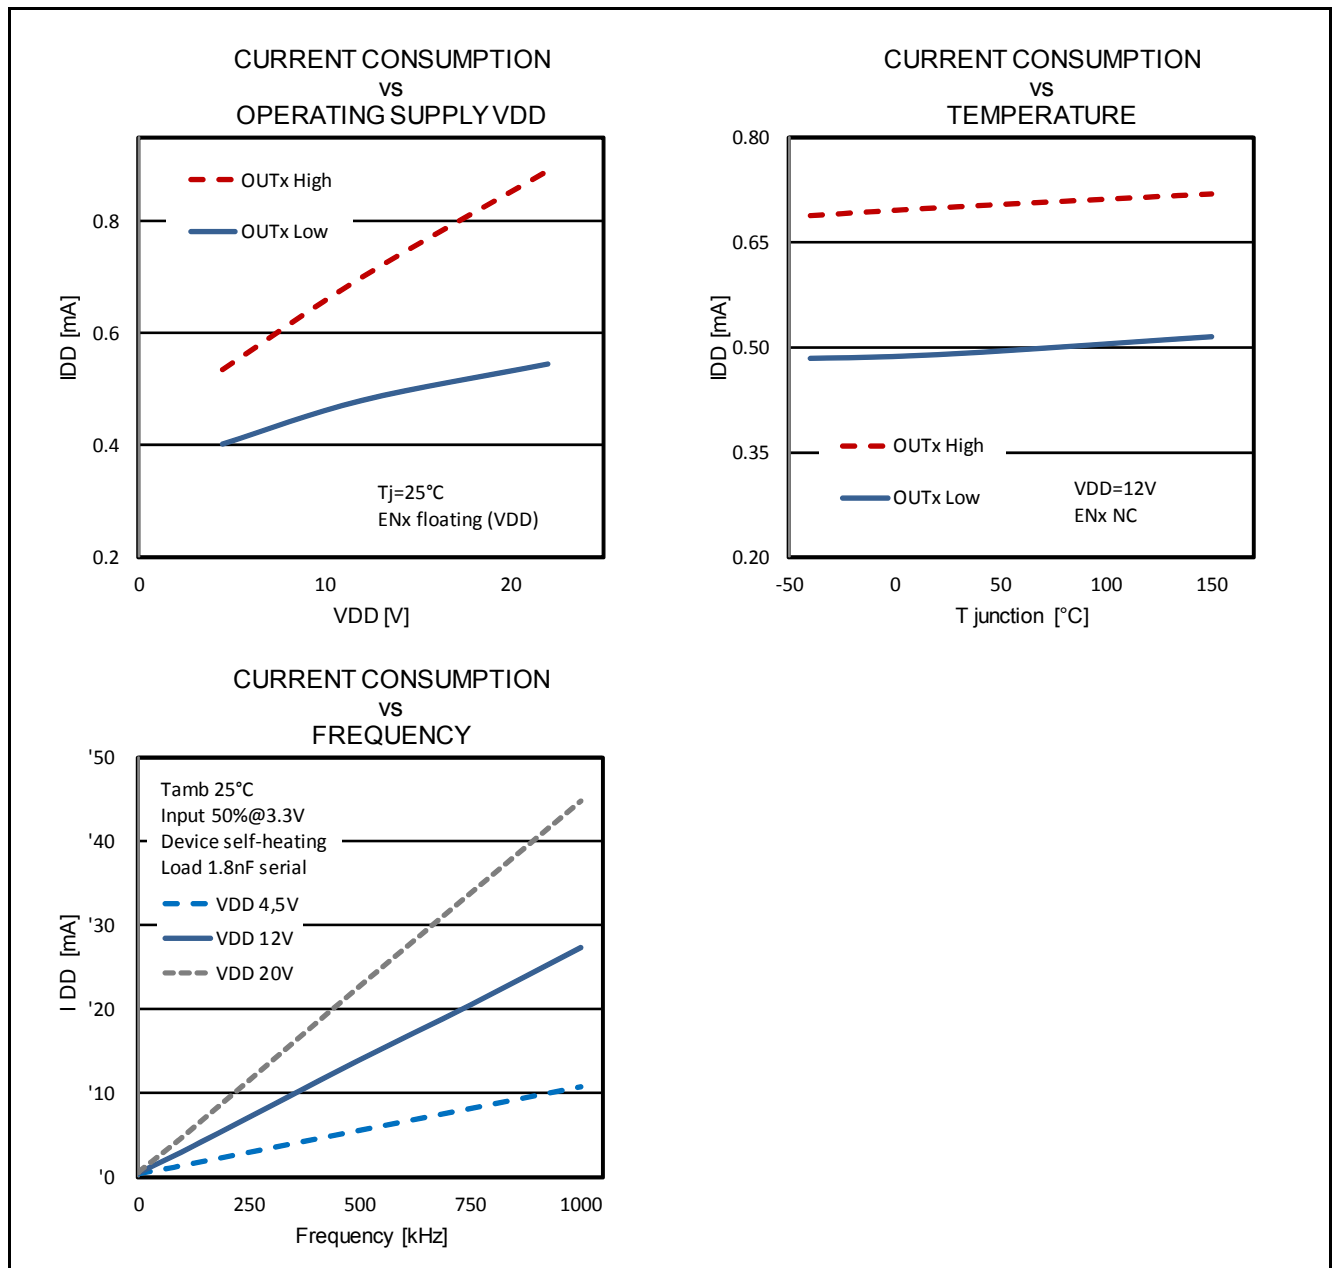 CURRENT CONSUMPTION
vs
OPERATING SUPPLY VDD
OUTx High
OUTx Low
0.8
0.6
0.4
0.2
IDD [mA]
Tj=25°C
ENx floating (VDD)
0 10 20
VDD [V]
CURRENT CONSUMPTION
vs
TEMPERATURE
0.80
0.65
0.50
0.35
0.20
IDD [mA]
OUTx High
OUTx Low
VDD=12V
ENx NC
-50 0 50 100 150
T junction [°C]
CURRENT CONSUMPTION
vs
FREQUENCY
'50
'40
'30
'20
'10
'0
I DD [mA]
Tamb 25°C
Input 50%@3.3V
Device self-heating
Load 1.8nF serial
VDD 4,5V
VDD 12V
VDD 20V
0 250 500 750 1000
Frequency [kHz]